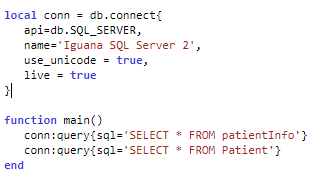 local conn = db.connect{
   api=db.SQL_SERVER,
   name='Iguana SQL Server 2',
   use_unicode = true,
   live = true
}
function main()
   conn:query{sql='SELECT * FROM patientInfo'}
   conn:query{sql='SELECT * FROM Patient'}
end